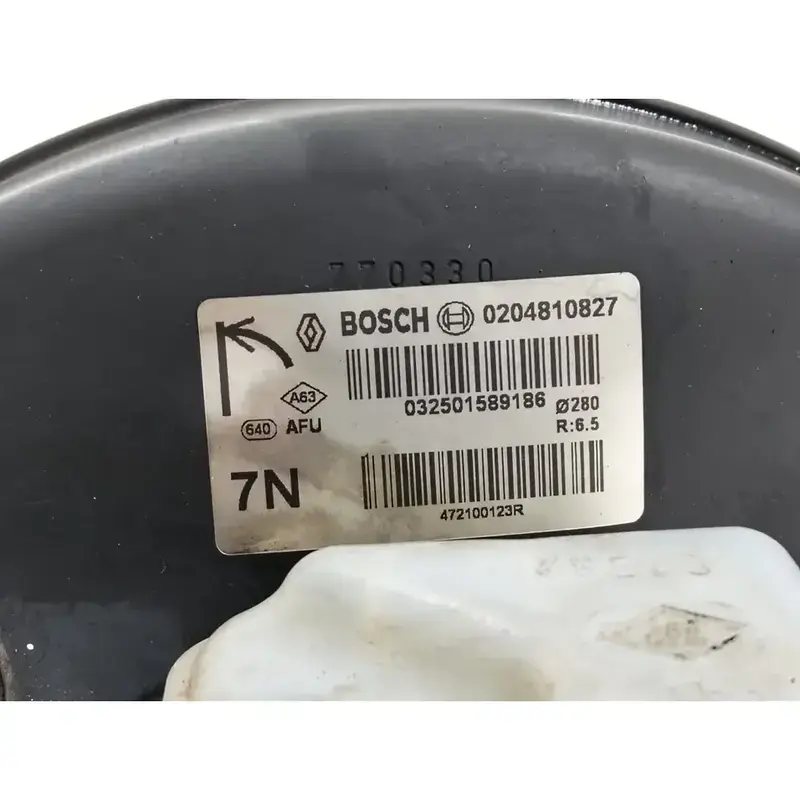 770330
BOSCH 0204810827
032501589186
Ø280
R:6.5
A63
640 AFU
7N
472100123R